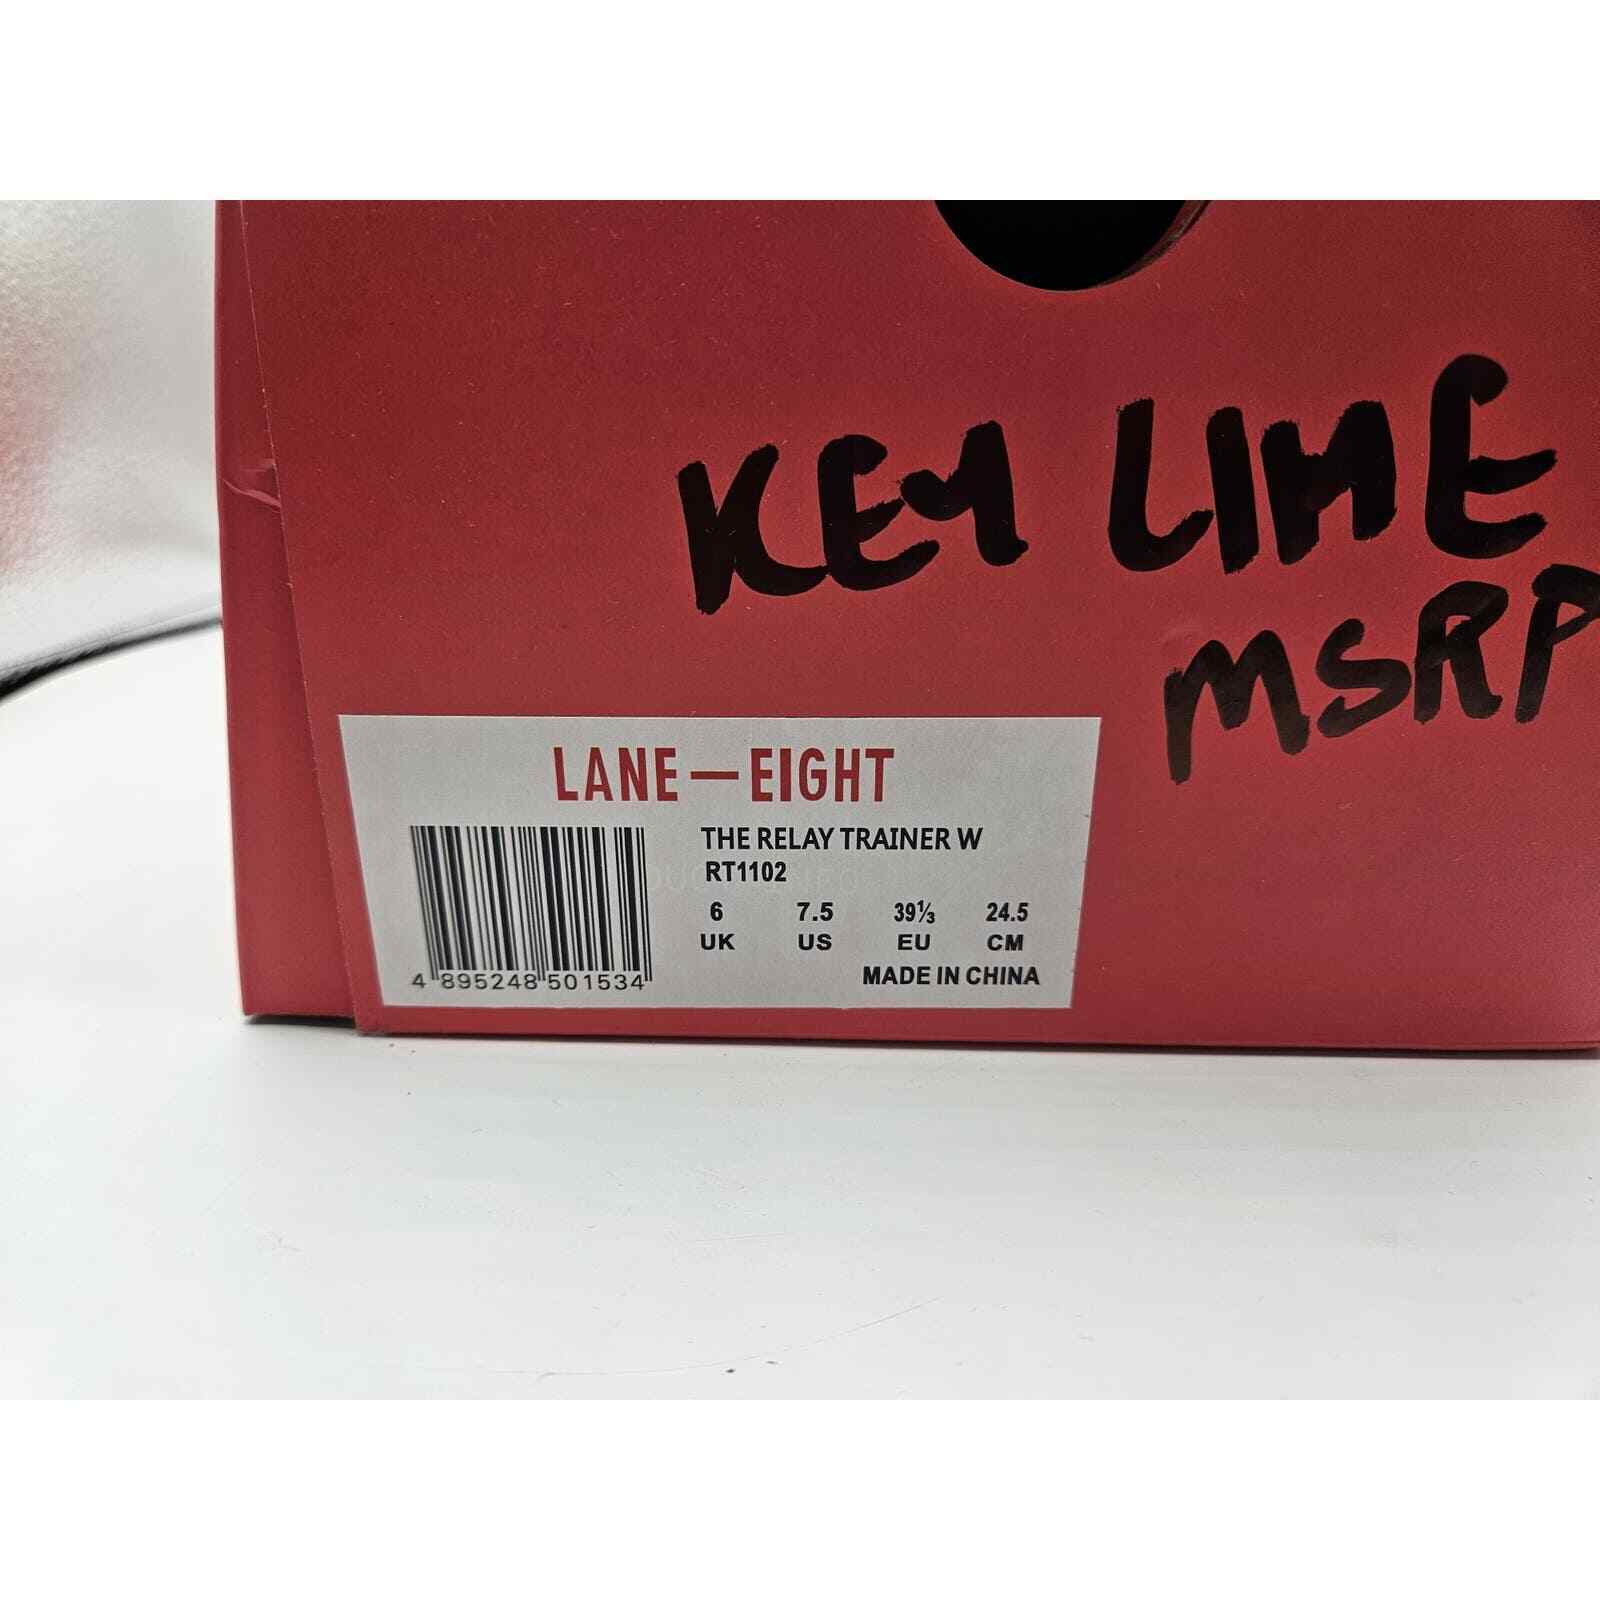 KEY LIME
MSRP
LANE—EIGHT
THE RELAY TRAINER W
RT1102
6 7.5 39⅓ 24.5
UK US EU CM
MADE IN CHINA
4 895248 501534